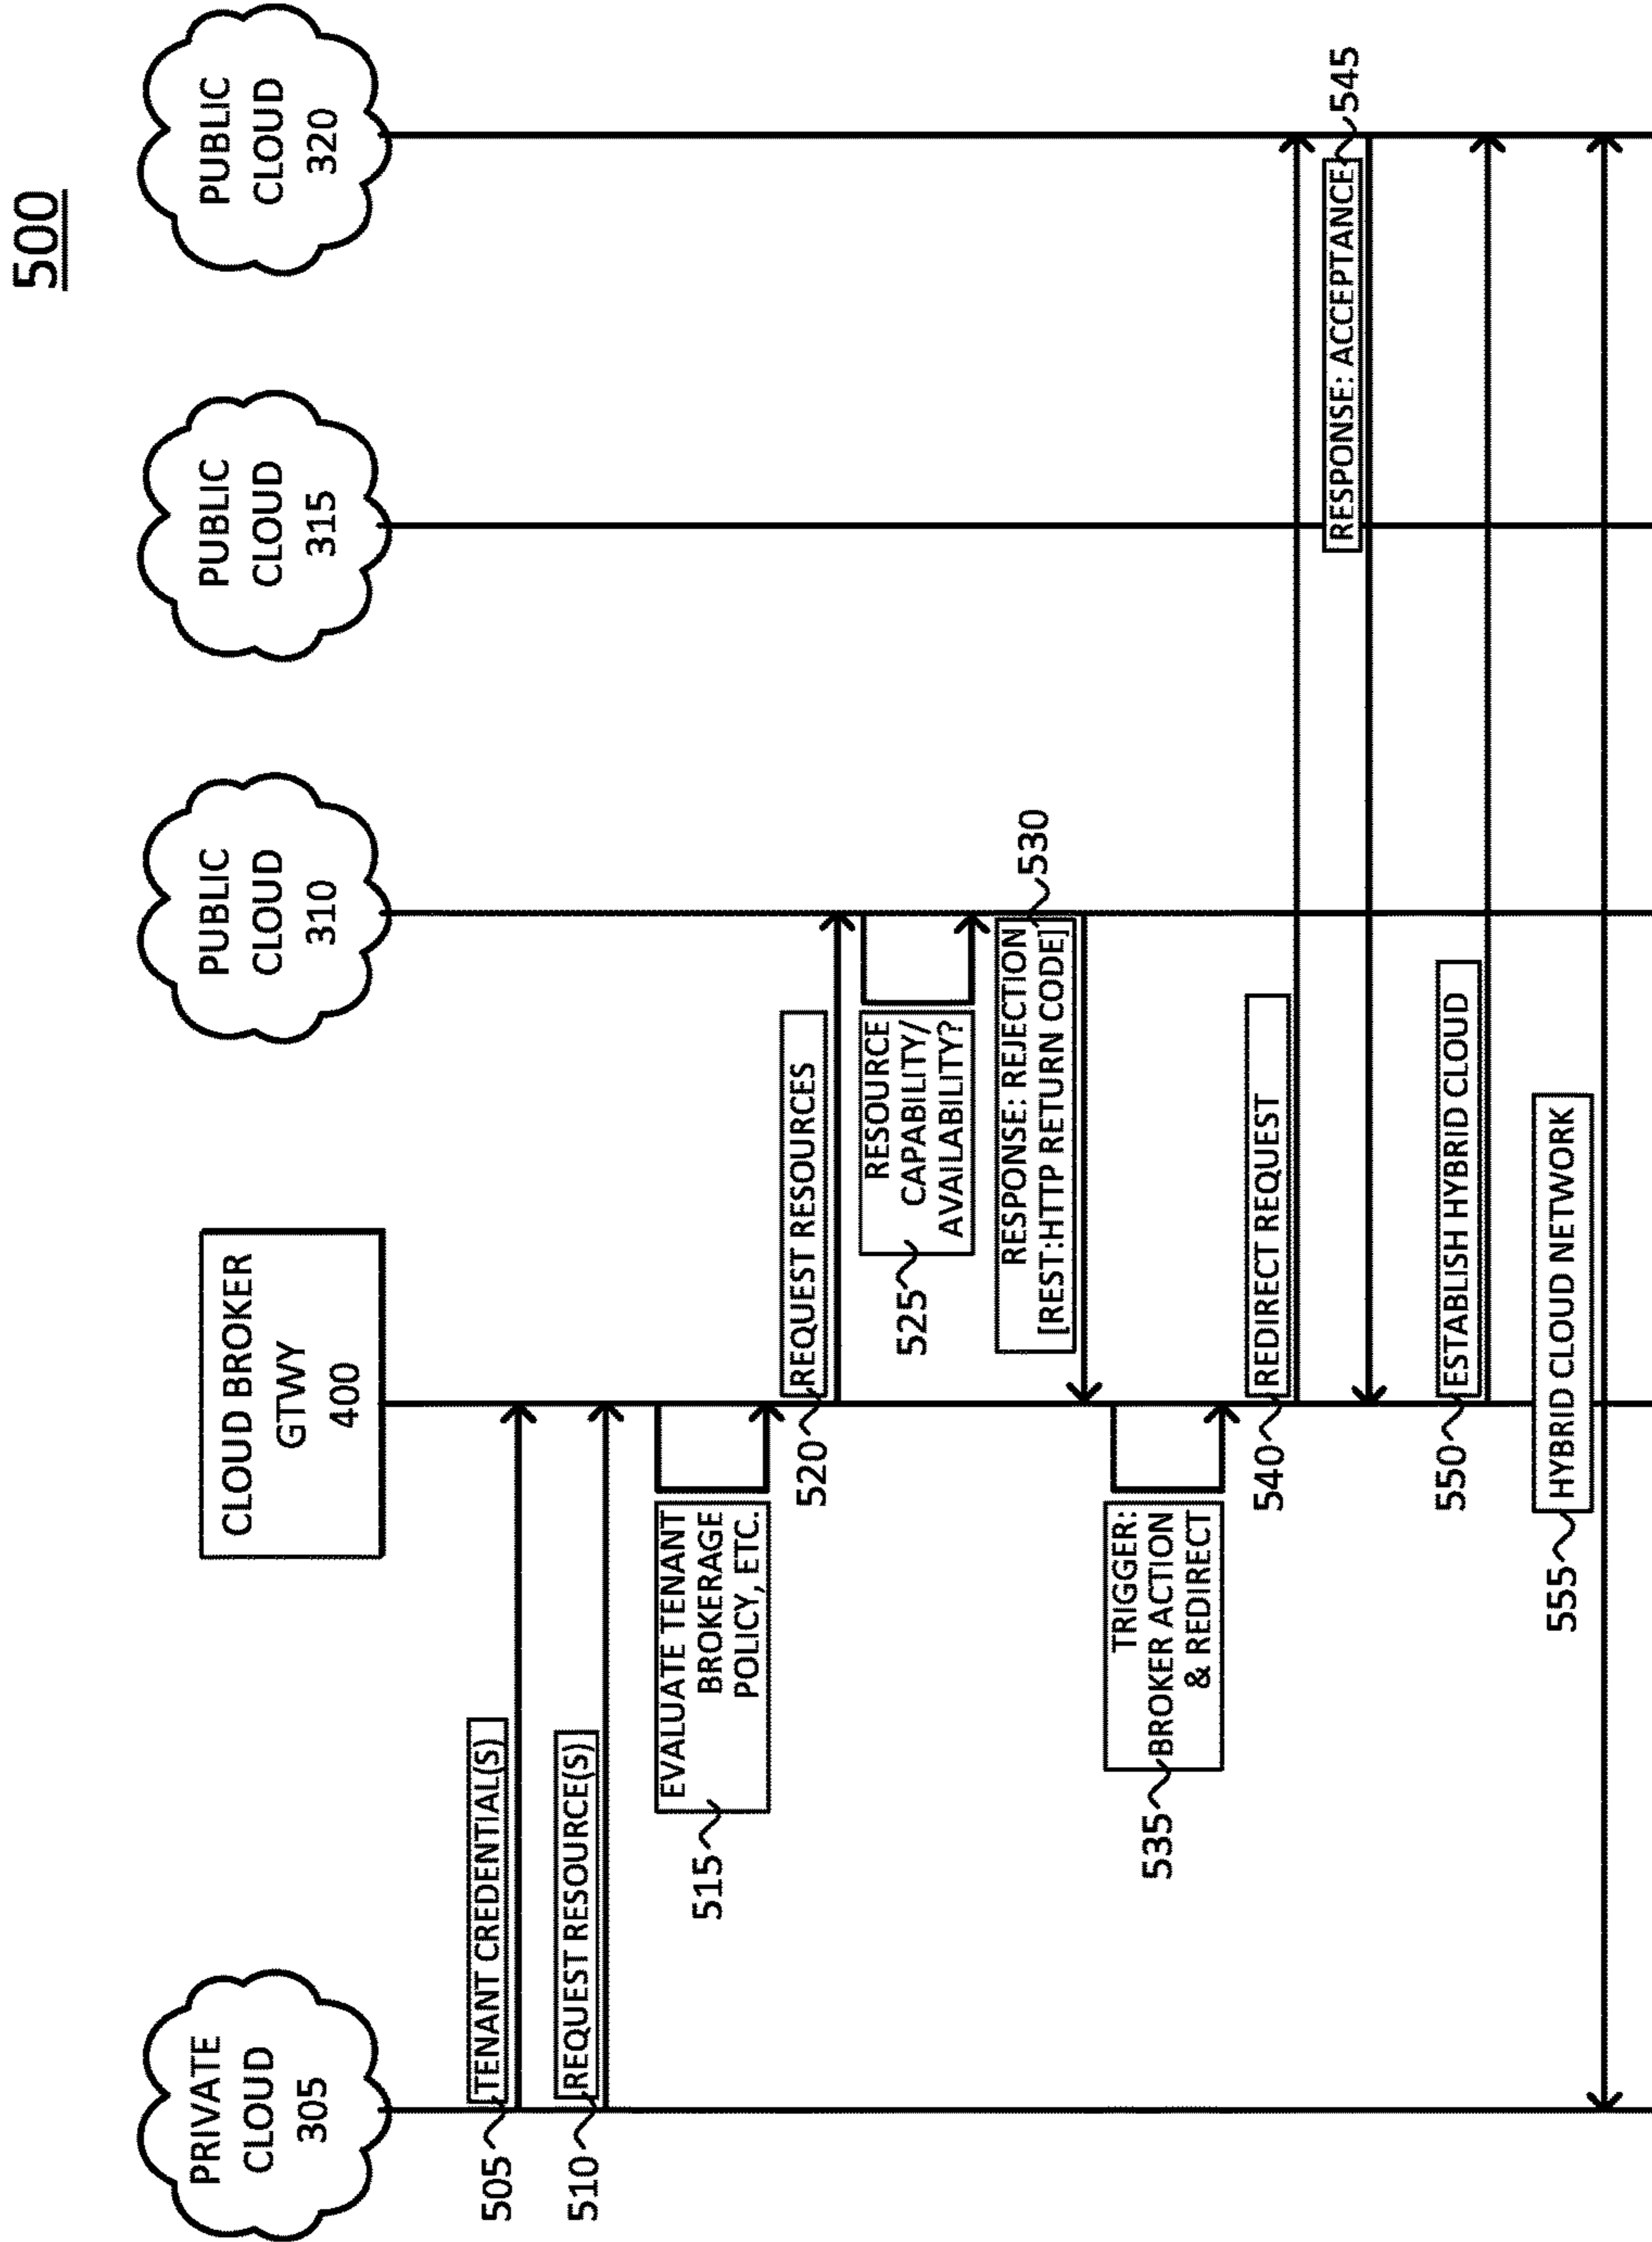 500
PRIVATE
CLOUD
305
CLOUD BROKER
GTWY
400
PUBLIC
CLOUD
310
PUBLIC
CLOUD
315
PUBLIC
CLOUD
320
TENANT CREDENTIAL(S)
505
REQUEST RESOURCE(S)
510
EVALUATE TENANT
BROKERAGE
POLICY, ETC.
515
REQUEST RESOURCES
520
RESOURCE
CAPABILITY/
AVAILABILITY?
525
RESPONSE: REJECTION
[REST:HTTP RETURN CODE]
530
TRIGGER:
BROKER ACTION
& REDIRECT
535
REDIRECT REQUEST
540
RESPONSE: ACCEPTANCE
545
ESTABLISH HYBRID CLOUD
550
HYBRID CLOUD NETWORK
555